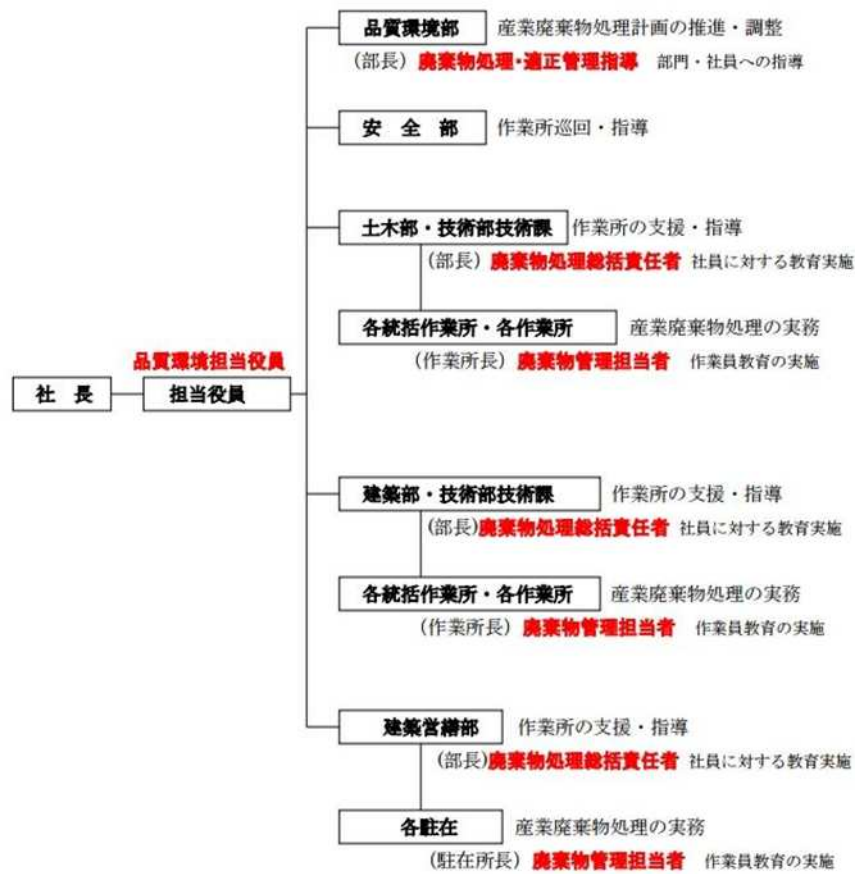 品質環境部 産業廃棄物処理計画の推進・調整
(部長) 廃棄物処理・適正管理指導 部門・社員への指導
安 全 部 作業所巡回・指導
土木部・技術部技術課 作業所の支援・指導
(部長) 廃棄物処理総括責任者 社員に対する教育実施
各統括作業所・各作業所 産業廃棄物処理の実務
(作業所長) 廃棄物管理担当者 作業員教育の実施
品質環境担当役員
社 長 担当役員
建築部・技術部技術課 作業所の支援・指導
(部長)廃棄物処理総括責任者 社員に対する教育実施
各統括作業所・各作業所 産業廃棄物処理の実務
(作業所長) 廃棄物管理担当者 作業員教育の実施
建築営繕部 作業所の支援・指導
(部長)廃棄物処理総括責任者 社員に対する教育実施
各駐在 産業廃棄物処理の実務
(駐在所長) 廃棄物管理担当者 作業員教育の実施